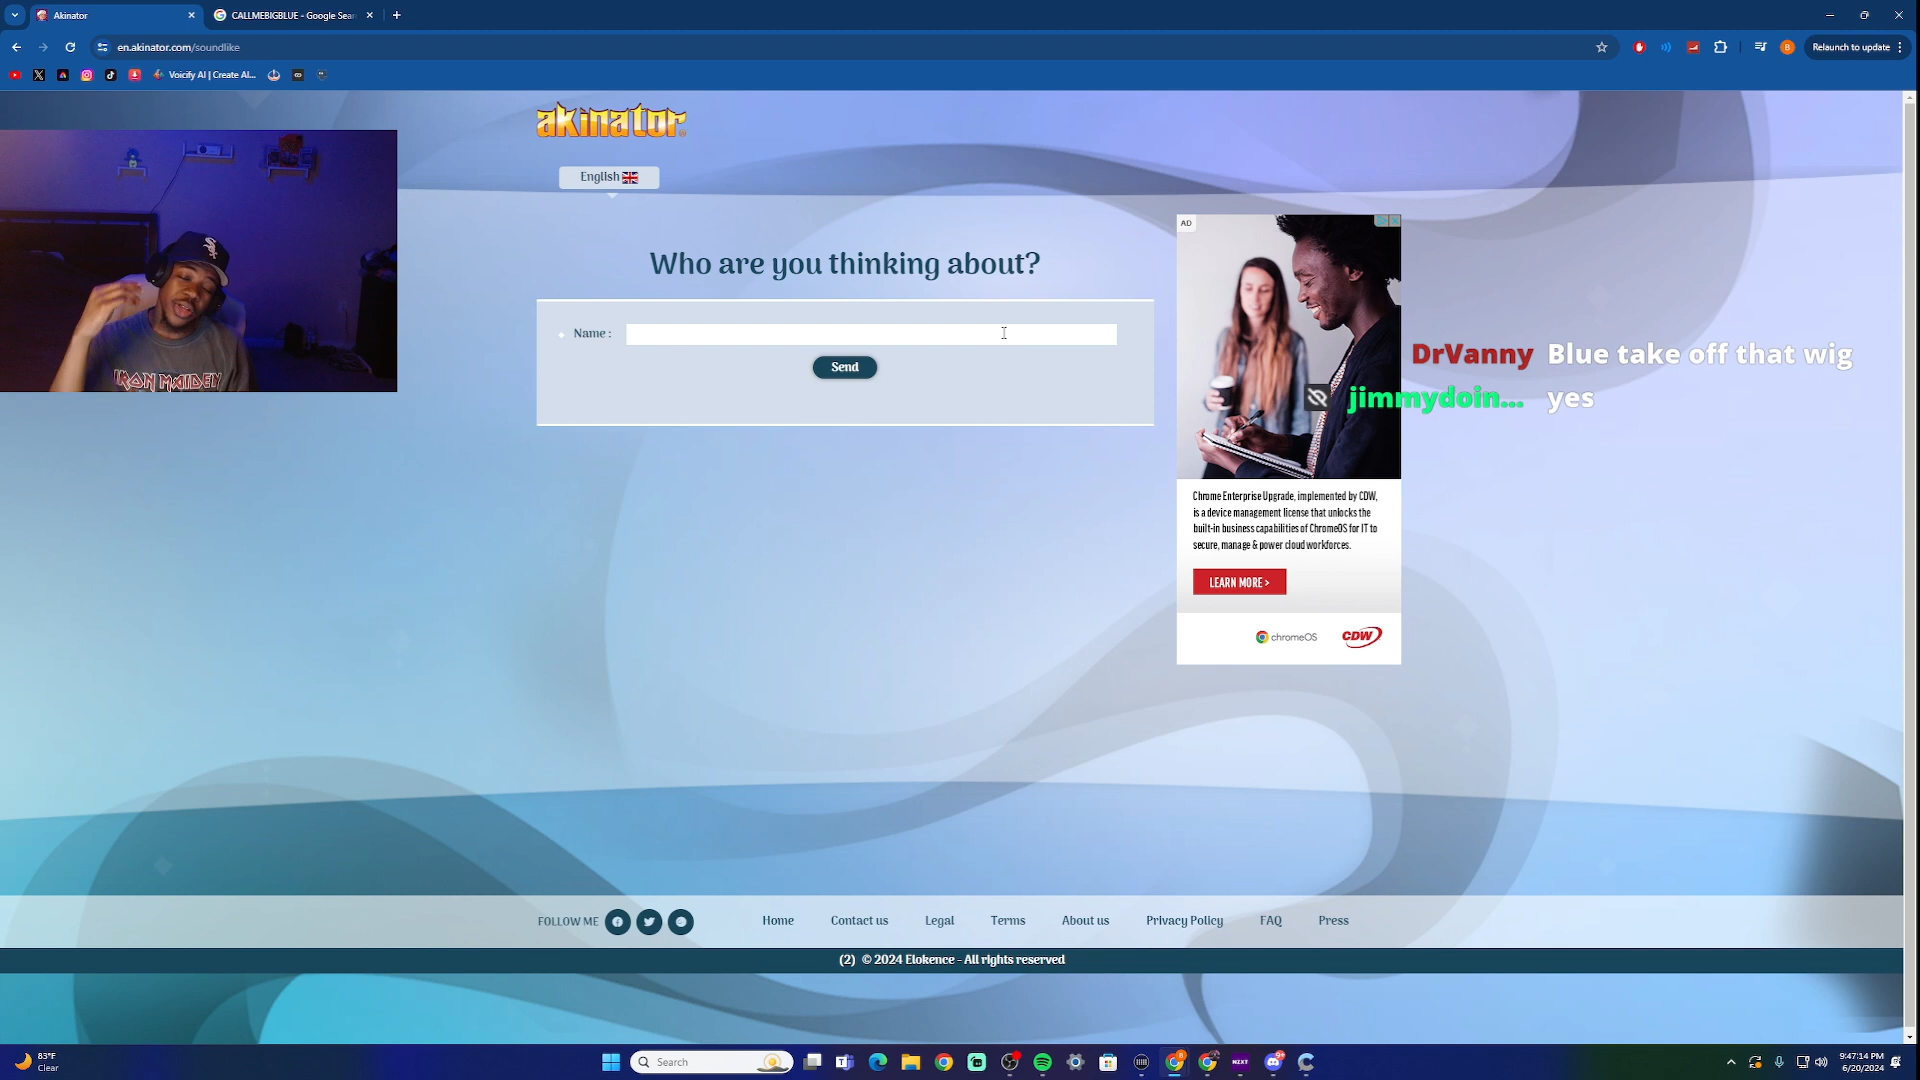 Akinator
CALLMEBIGBLUE - Google Sea
en.akinator.com/soundlike
Relaunch to update
Voicify AI | Create AI...
akinator
English
Who are you thinking about?
Name :
Send
AD
DrVanny Blue take off that wig
jimmydoin... yes
IRON MAIDEN
Chrome Enterprise Upgrade, implemented by CDW,
is a device management license that unlocks the
built-in business capabilities of ChromeOS for IT to
secure, manage & power cloud workforces.
LEARN MORE >
chromeOS CDW
FOLLOW ME
Home Contact us Legal Terms About us Privacy Policy FAQ Press
(2) © 2024 Elokence - All rights reserved
83°F
Clear
Search
NZXT
9:47:14 PM
6/20/2024